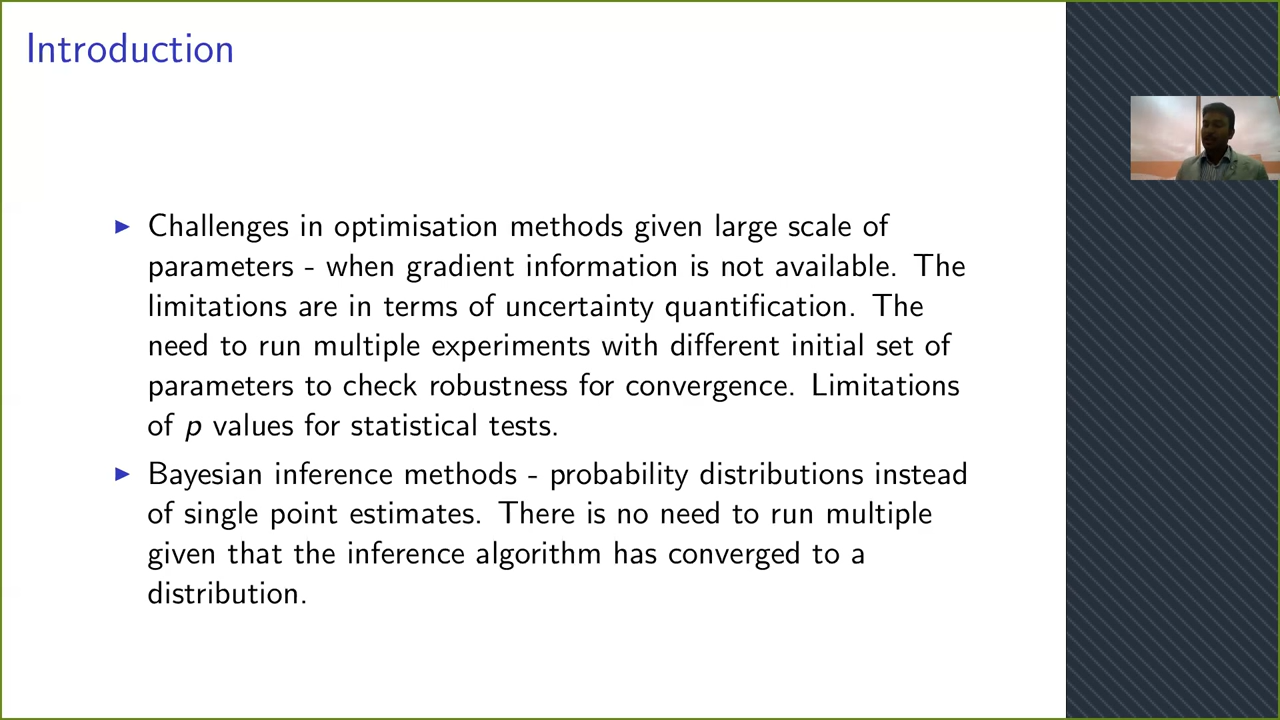 Introduction
▶ Challenges in optimisation methods given large scale of
parameters - when gradient information is not available. The
limitations are in terms of uncertainty quantification. The
need to run multiple experiments with different initial set of
parameters to check robustness for convergence. Limitations
of p values for statistical tests.
▶ Bayesian inference methods - probability distributions instead
of single point estimates. There is no need to run multiple
given that the inference algorithm has converged to a
distribution.